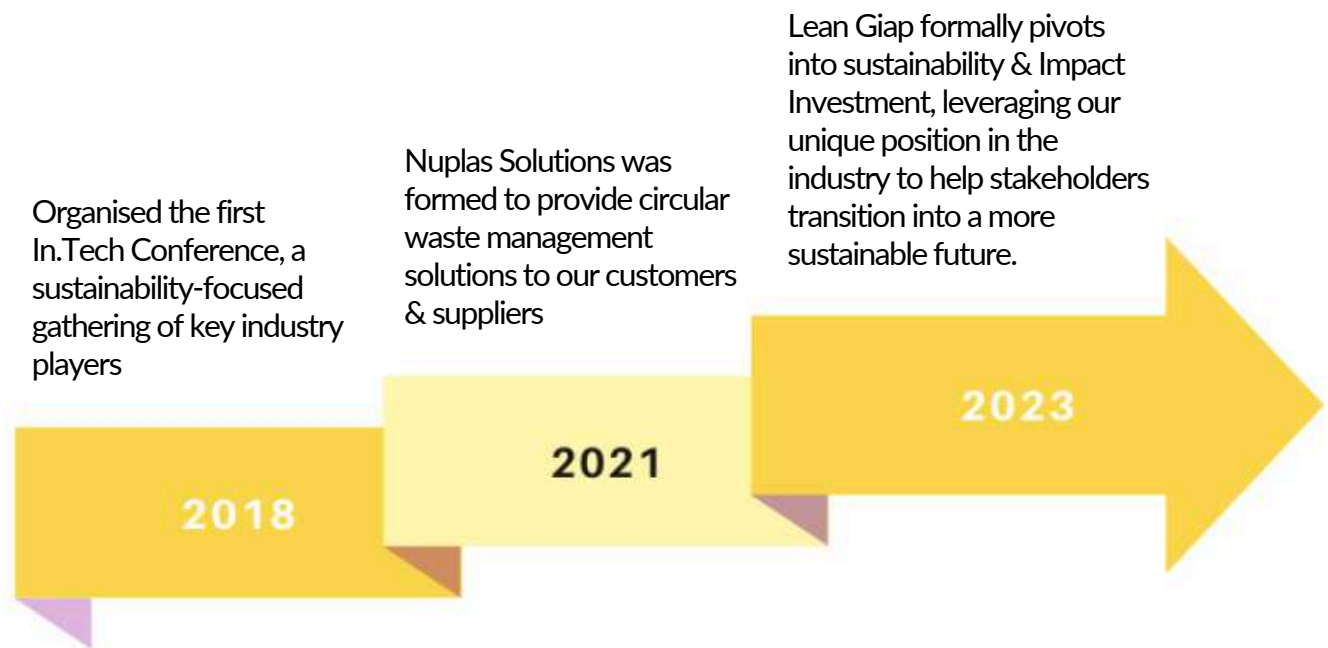 Organised the first
In.Tech Conference, a
sustainability-focused
gathering of key industry
players
2018
Nuplas Solutions was
formed to provide circular
waste management
solutions to our customers
& suppliers
2021
Lean Giap formally pivots
into sustainability & Impact
Investment, leveraging our
unique position in the
industry to help stakeholders
transition into a more
sustainable future.
2023